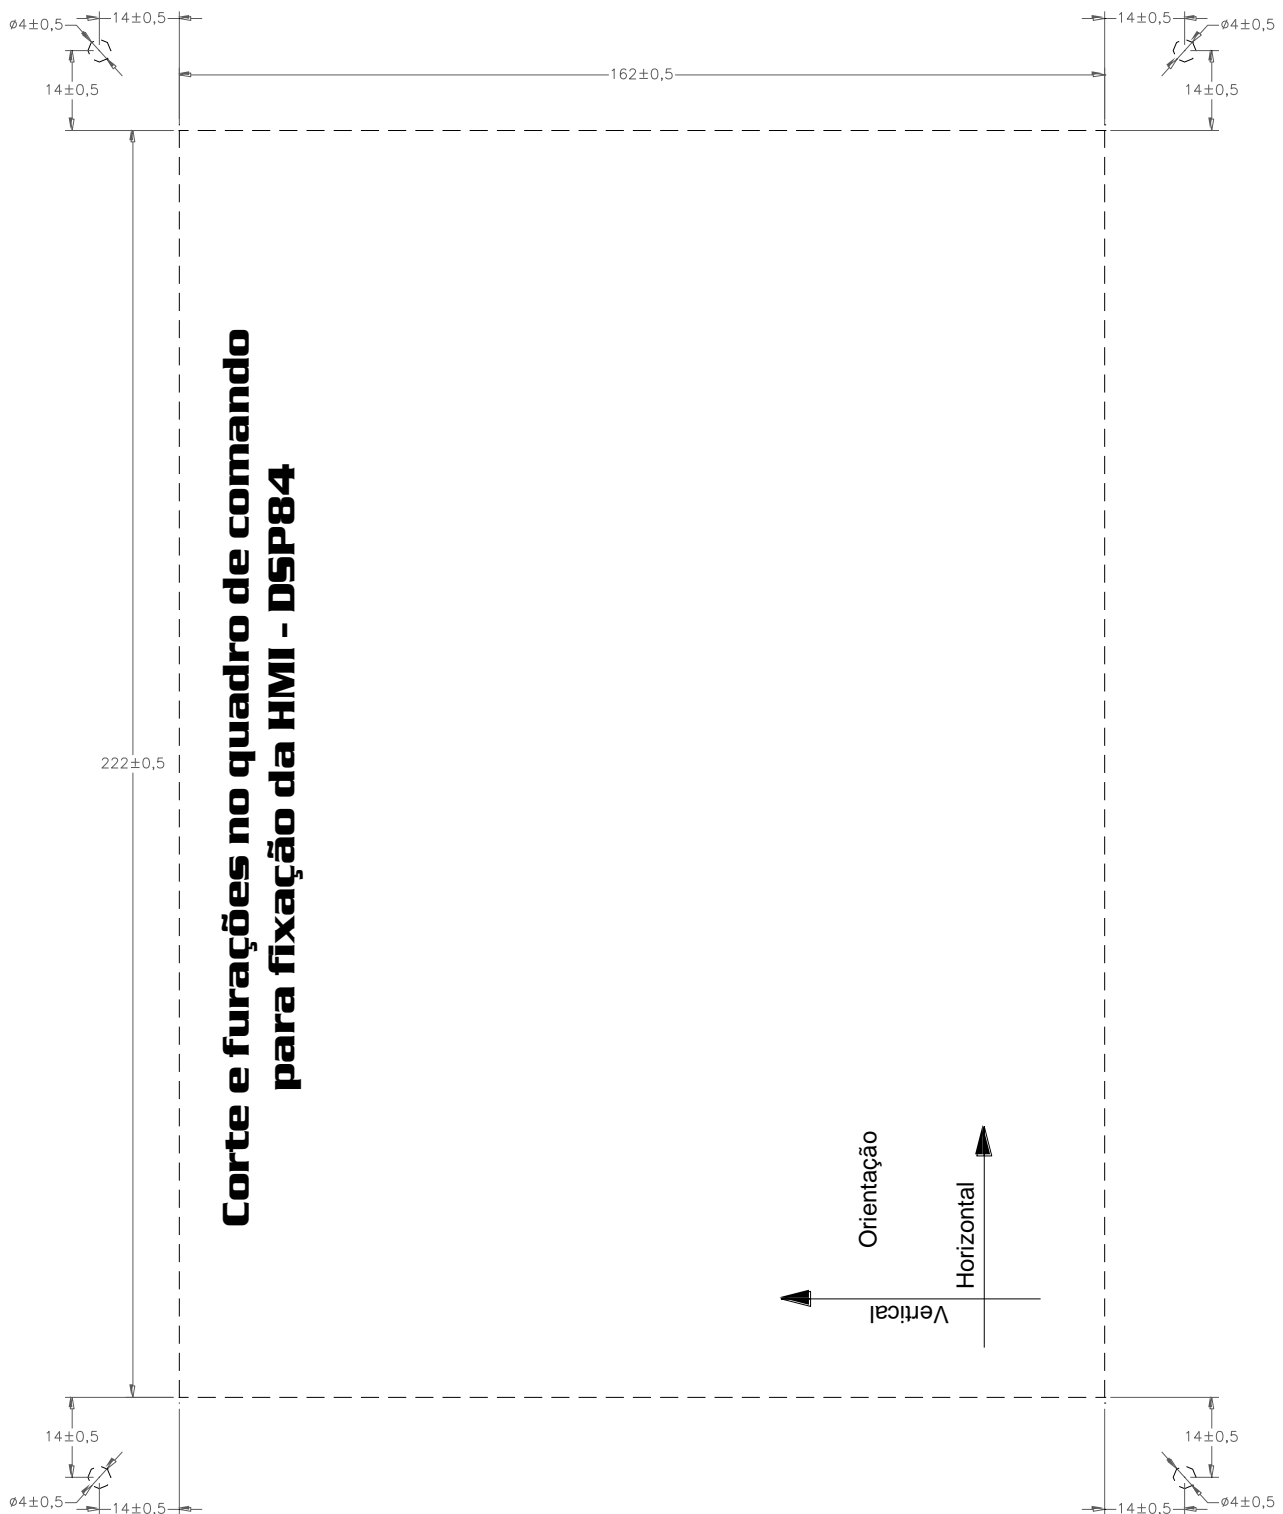 ø4±0,5
14±0,5
14±0,5
ø4±0,5
162±0,5
14±0,5
14±0,5
Corte e furações no quadro de comando
para fixação da HMI - DSP84
222±0,5
Orientação
Horizontal
Vertical
14±0,5
14±0,5
ø4±0,5
14±0,5
14±0,5
ø4±0,5